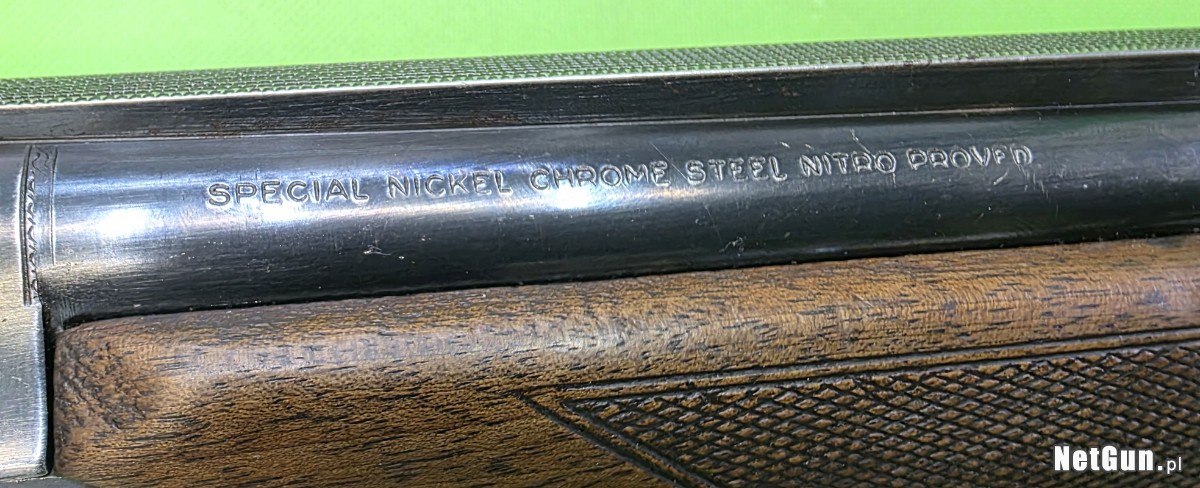 SPECIAL NICKEL CHROME STEEL NITRO PROVED
NetGun.pl